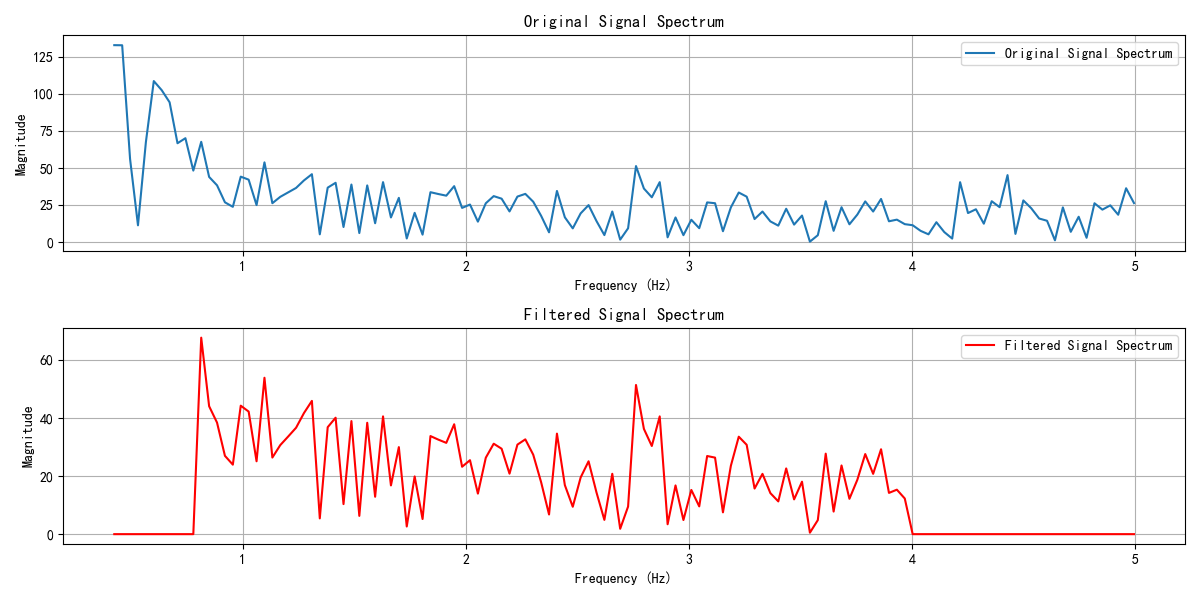 Original Signal Spectrum
Original Signal Spectrum
Magnitude
125
100
75
50
25
0
1 2 3 4 5
Frequency (Hz)
Filtered Signal Spectrum
Filtered Signal Spectrum
Magnitude
60
40
20
0
1 2 3 4 5
Frequency (Hz)